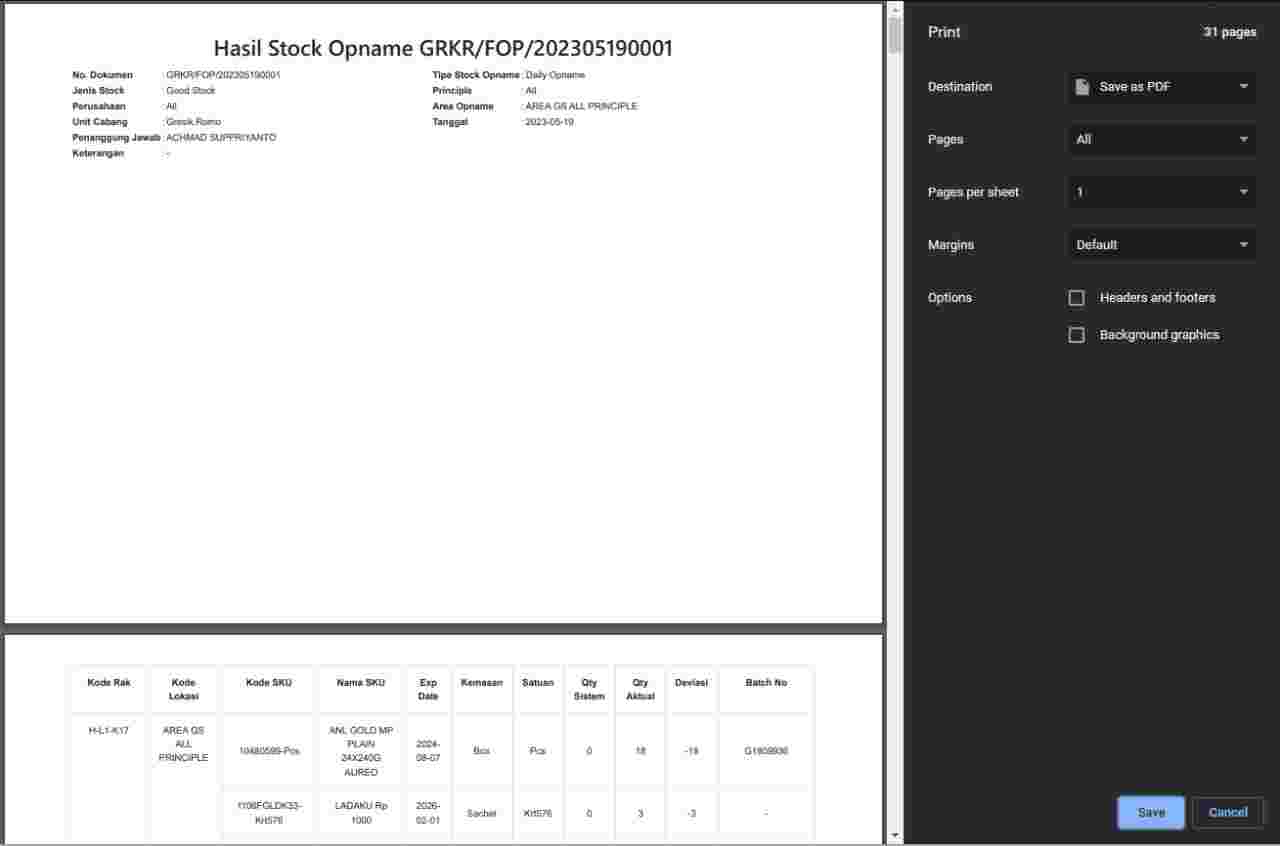 Hasil Stock Opname GRKR/FOP/202305190001
No. Dokumen : GRKR/FOP/202305190001
Tipe Stock Opname : Daily Opname
Jenis Stock : Good Stock
Principle : All
Perusahaan : All
Area Opname : AREA GS ALL PRINCIPLE
Unit Cabang : Gresik Romo
Tanggal : 2023-05-19
Penanggung Jawab : ACHMAD SUPPRIYANTO
Keterangan : -
Kode Rak
Kode
Lokasi
Kode SKU
Nama SKU
Exp
Date
Kemasan
Satuan
Qty
Sistem
Qty
Aktual
Deviasi
Batch No
H-L1-K17
AREA GS
ALL
PRINCIPLE
10480599-Pcs
ANL GOLD MP
PLAIN
24X240G
AUREO
2024-
08-07
Box
Pcs
0
18
-18
1106FGLDK33-
Krt576
LADAKU Rp
1000
2026-
02-01
Sachet
Krt576
0
3
-3
-
Print
31 pages
Destination
Save as PDF
Pages
All
Pages per sheet
1
Margins
Default
Options
Headers and footers
Background graphics
Save
Cancel